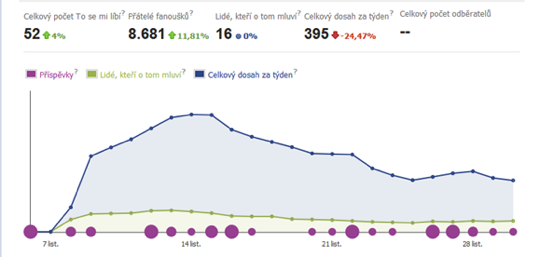 Celkový počet To se mi líbí? Přátelé fanoušků? Lidé, kteří o tom mluví? Celkový dosah za týden? Celkový počet odběratelů
52 4% 8.681 11,81% 16 0% 395 -24,47% --
Příspěvky? Lidé, kteří o tom mluví? Celkový dosah za týden?
7 list. 14 list. 21 list. 28 list.